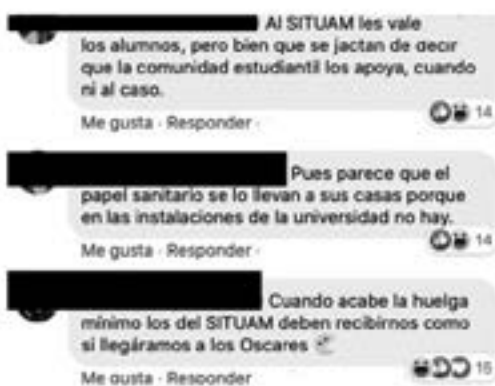 Al SITUAM les vale
los alumnos, pero bien que se jactan de decir
que la comunidad estudiantil los apoya, cuando
ni al caso.
14
Me gusta · Responder ·
Pues parece que el
papel sanitario se lo llevan a sus casas porque
en las instalaciones de la universidad no hay.
14
Me gusta · Responder ·
Cuando acabe la huelga
mínimo los del SITUAM deben recibirnos como
si llegáramos a los Oscares
15
Me gusta · Responder